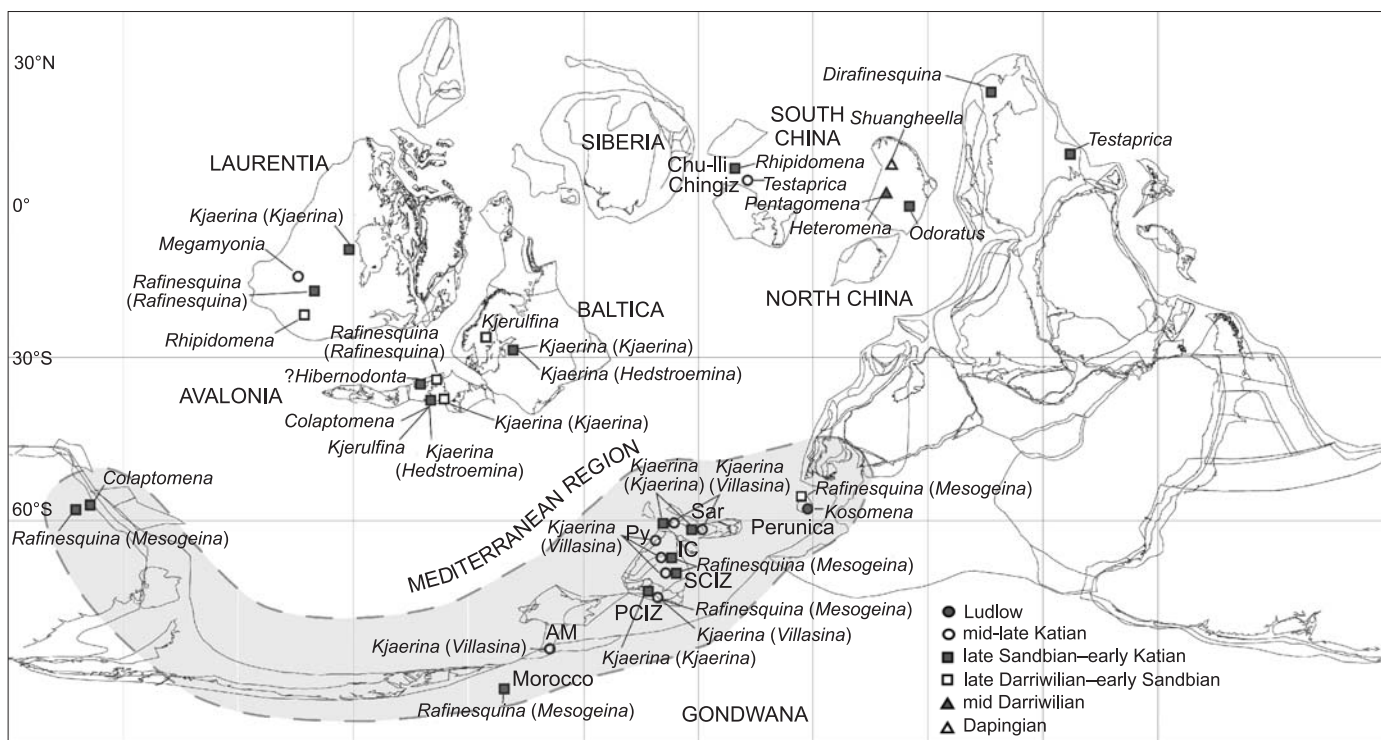 30°N
Dirafinesquina
SOUTH
CHINA
Shuangheella
SIBERIA
LAURENTIA
Chu-Ili
Rhipidomena
Testaprica
Chingiz
Testaprica
Pentagomena
0°
Kjaerina (Kjaerina)
Heteromena
Odoratus
Megamyonia
Rafinesquina
(Rafinesquina)
NORTH CHINA
BALTICA
Rhipidomena
Rafinesquina
(Rafinesquina)
Kjerulfina
Kjaerina (Kjaerina)
30°S
?Hibernodonta
Kjaerina (Hedstroemina)
AVALONIA
Colaptomena
Kjaerina (Kjaerina)
Kjerulfina
Kjaerina
(Hedstroemina)
MEDITERRANEAN REGION
Kjaerina
(Kjaerina)
Kjaerina
(Villasina)
Colaptomena
Rafinesquina (Mesogeina)
60°S
Kosomena
Sar
Perunica
Rafinesquina (Mesogeina)
Kjaerina
(Villasina)
Py
IC
Rafinesquina (Mesogeina)
SCIZ
PCIZ
Rafinesquina (Mesogeina)
AM
Kjaerina (Villasina)
Kjaerina (Villasina)
Kjaerina (Kjaerina)
Morocco
Rafinesquina (Mesogeina)
GONDWANA
Ludlow
mid-late Katian
late Sandbian–early Katian
late Darriwilian–early Sandbian
mid Darriwilian
Dapingian